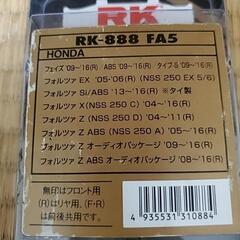 RK
RK-888 FA5
HONDA
フェイズ '09~'16(R) ABS '09~'16(R) タイプ-S '09~'16(R)
フォルツァ EX '05-'06(R) (NSS 250 EX 5/6)
フォルツァ Si/ABS '13~'16(R) ※タイ製
フォルツァ X(NSS 250 C) '04~'11(R)
フォルツァ Z (NSS 250 D) '04~'11(R)
フォルツァ Z ABS (NSS 250 A) '05~'16(R)
フォルツァ Z オーディオパッケージ '09~'16(R)
フォルツァ Z ABS オーディオパッケージ '08~'16(R)
無印はフロント用
(R)はリヤ用, (F・R)
は前後共用です。
4 935531 310884